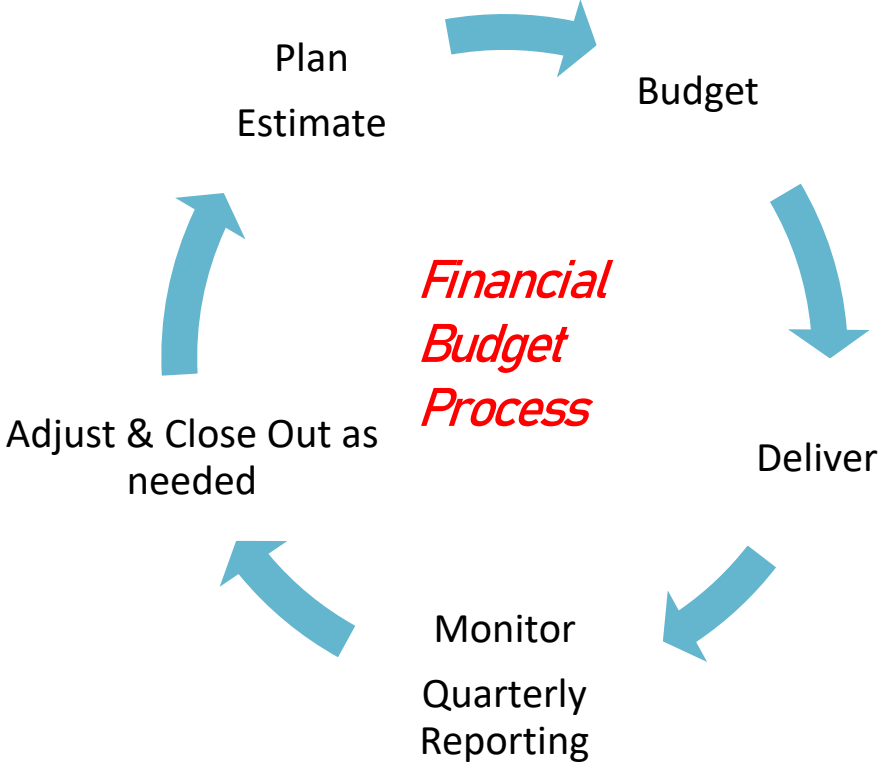 Plan
Estimate
Budget
Financial
Budget
Process
Adjust & Close Out as
needed
Deliver
Monitor
Quarterly
Reporting